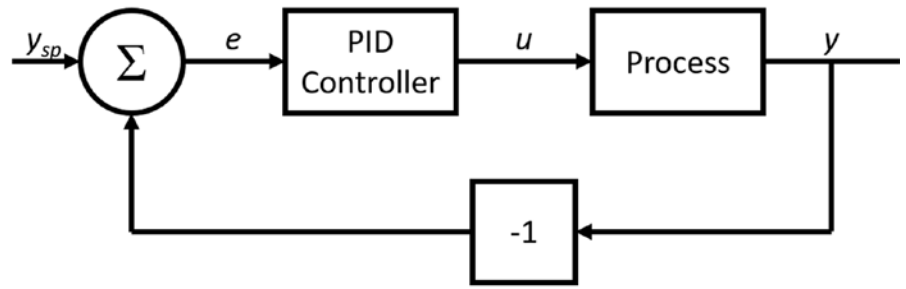 y_sp
Σ
e
PID
Controller
u
Process
y
-1